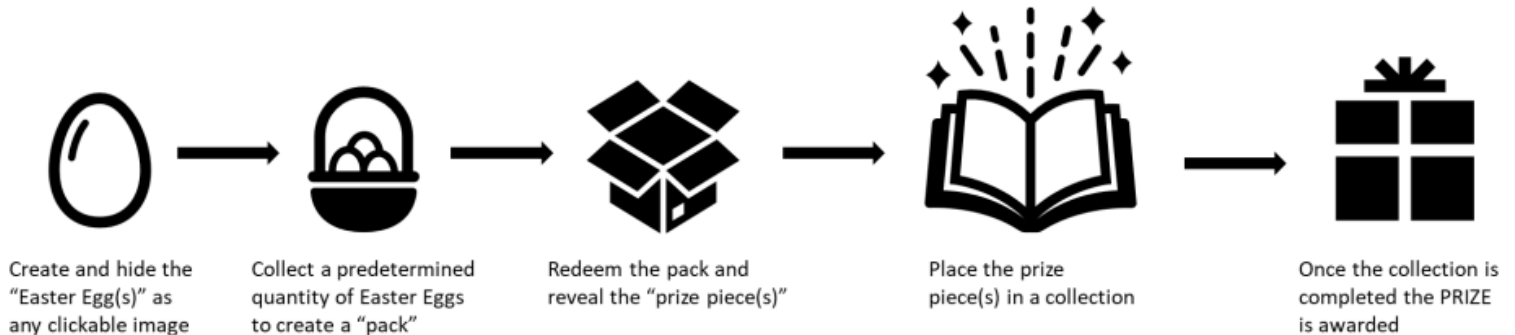 Create and hide the
“Easter Egg(s)” as
any clickable image
Collect a predetermined
quantity of Easter Eggs
to create a “pack”
Redeem the pack and
reveal the “prize piece(s)”
Place the prize
piece(s) in a collection
Once the collection is
completed the PRIZE
is awarded